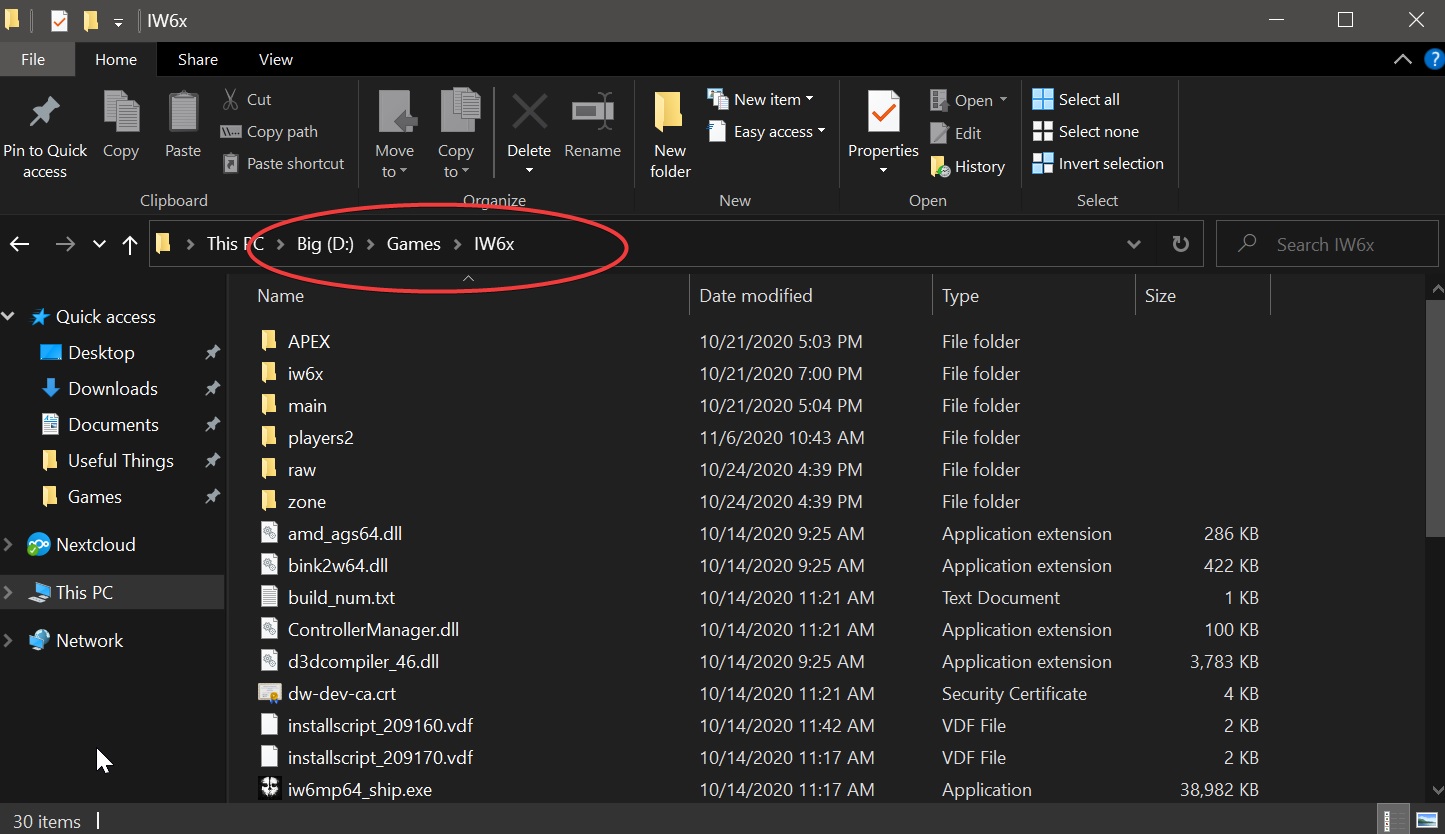 IW6x
File Home Share View
Pin to Quick access
Copy
Paste
Cut
Copy path
Paste shortcut
Clipboard
Move to
Copy to
Delete
Rename
Organize
New folder
New item
Easy access
New
Properties
Open
Edit
History
Open
Select all
Select none
Invert selection
Select
This PC > Big (D:) > Games > IW6x
Search IW6x
Quick access
Desktop
Downloads
Documents
Useful Things
Games
Nextcloud
This PC
Network
Name Date modified Type Size
APEX 10/21/2020 5:03 PM File folder
iw6x 10/21/2020 7:00 PM File folder
main 10/21/2020 5:04 PM File folder
players2 11/6/2020 10:43 AM File folder
raw 10/24/2020 4:39 PM File folder
zone 10/24/2020 4:39 PM File folder
amd_ags64.dll 10/14/2020 9:25 AM Application extension 286 KB
bink2w64.dll 10/14/2020 9:25 AM Application extension 422 KB
build_num.txt 10/14/2020 11:21 AM Text Document 1 KB
ControllerManager.dll 10/14/2020 11:21 AM Application extension 100 KB
d3dcompiler_46.dll 10/14/2020 9:25 AM Application extension 3,783 KB
dw-dev-ca.crt 10/14/2020 11:21 AM Security Certificate 4 KB
installscript_209160.vdf 10/14/2020 11:42 AM VDF File 2 KB
installscript_209170.vdf 10/14/2020 11:17 AM VDF File 2 KB
iw6mp64_ship.exe 10/14/2020 11:17 AM Application 38,982 KB
30 items